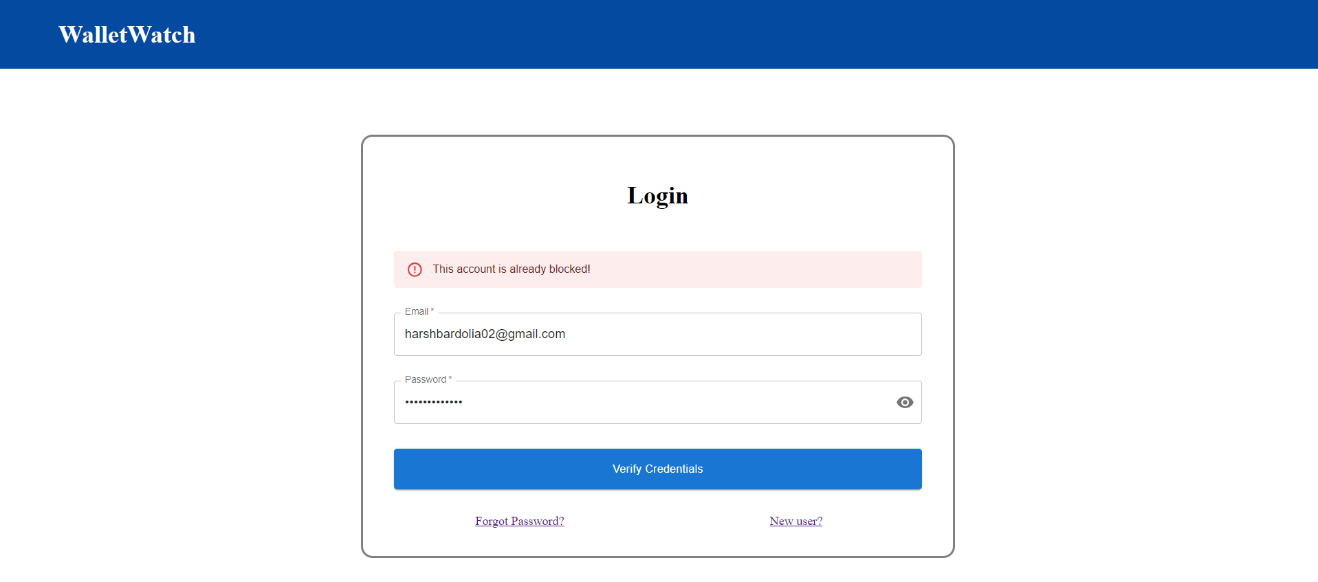 WalletWatch
Login
This account is already blocked!
Email *
harshbardolia02@gmail.com
Password *
•••••••••••••
Verify Credentials
Forgot Password? New user?